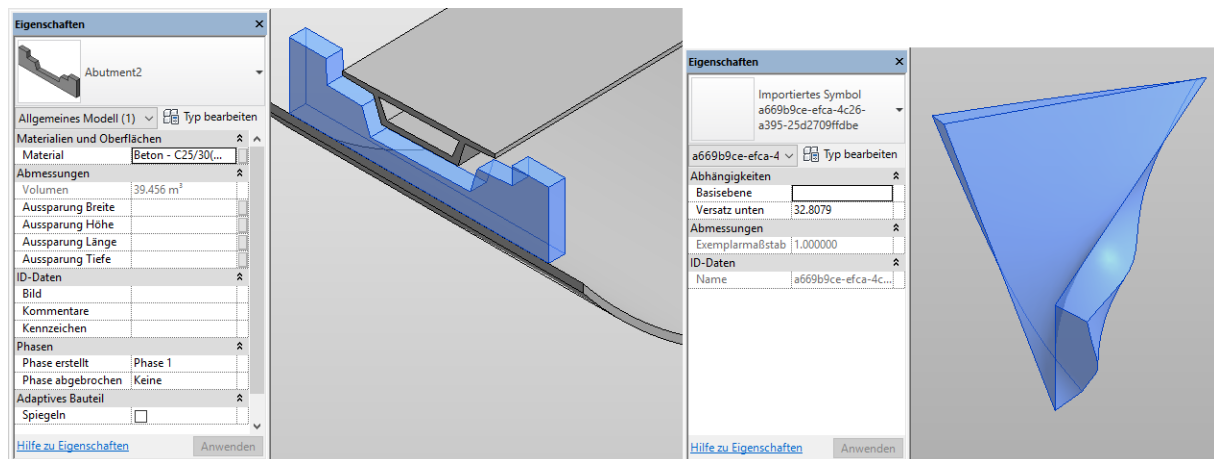 Eigenschaften
Abutment2
Allgemeines Modell (1)
Typ bearbeiten
Materialien und Oberflächen
Material Beton - C25/30(...
Abmessungen
Volumen 39.456 m³
Aussparung Breite
Aussparung Höhe
Aussparung Länge
Aussparung Tiefe
ID-Daten
Bild
Kommentare
Kennzeichen
Phasen
Phase erstellt Phase 1
Phase abgebrochen Keine
Adaptives Bauteil
Spiegeln
Hilfe zu Eigenschaften
Anwenden
Eigenschaften
Importiertes Symbol
a669b9ce-efca-4c26-
a395-25d2709ffdbe
a669b9ce-efca-4
Typ bearbeiten
Abhängigkeiten
Basisebene
Versatz unten 32.8079
Abmessungen
Exemplarmaßstab 1.000000
ID-Daten
Name a669b9ce-efca-4c...
Hilfe zu Eigenschaften
Anwenden